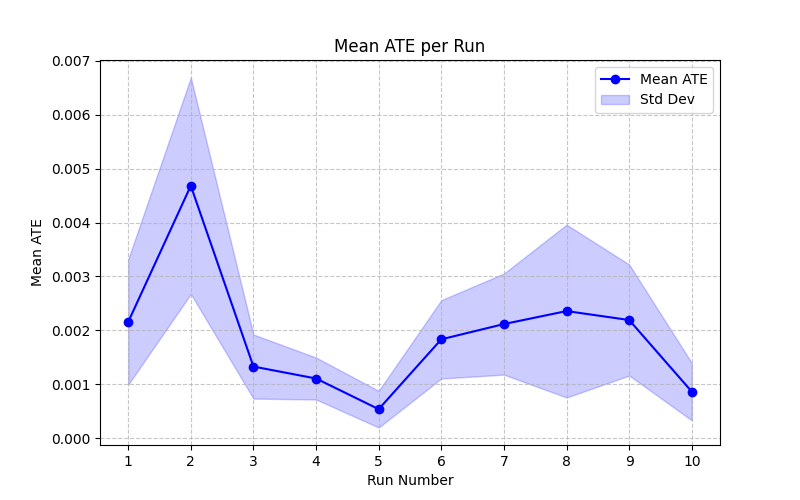 Mean ATE per Run
Mean ATE
Std Dev
0.007
0.006
0.005
0.004
0.003
0.002
0.001
0.000
Mean ATE
1 2 3 4 5 6 7 8 9 10
Run Number